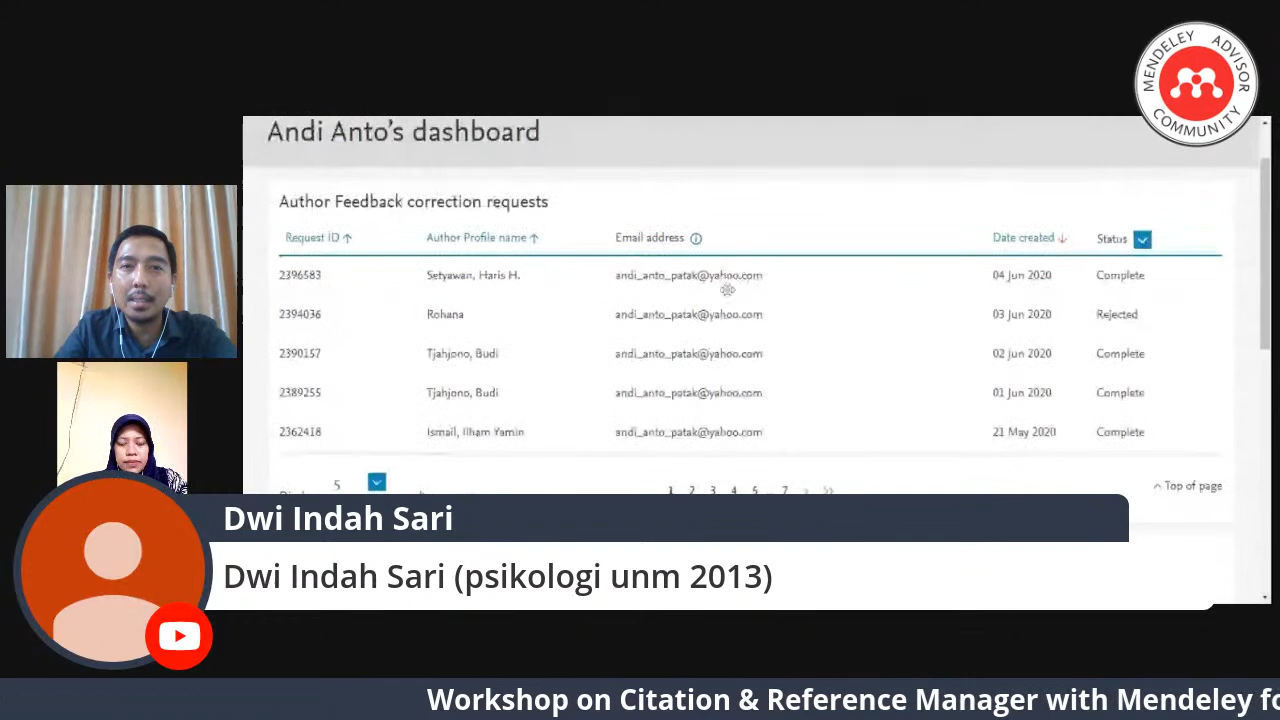 MENDELEY ADVISOR
COMMUNITY
Andi Anto's dashboard
Author Feedback correction requests
Request ID Author Profile name Email address Date created Status
2396583 Setyawan, Haris H. andi_anto_patak@yahoo.com 04 Jun 2020 Complete
2394036 Rohana andi_anto_patak@yahoo.com 03 Jun 2020 Rejected
2390157 Tjahjono, Budi andi_anto_patak@yahoo.com 02 Jun 2020 Complete
2389255 Tjahjono, Budi andi_anto_patak@yahoo.com 01 Jun 2020 Complete
2362418 Ismail, Ilham Yamin andi_anto_patak@yahoo.com 21 May 2020 Complete
5 1 2 3 4 5 7 Top of page
Dwi Indah Sari
Dwi Indah Sari (psikologi unm 2013)
Workshop on Citation & Reference Manager with Mendeley fo